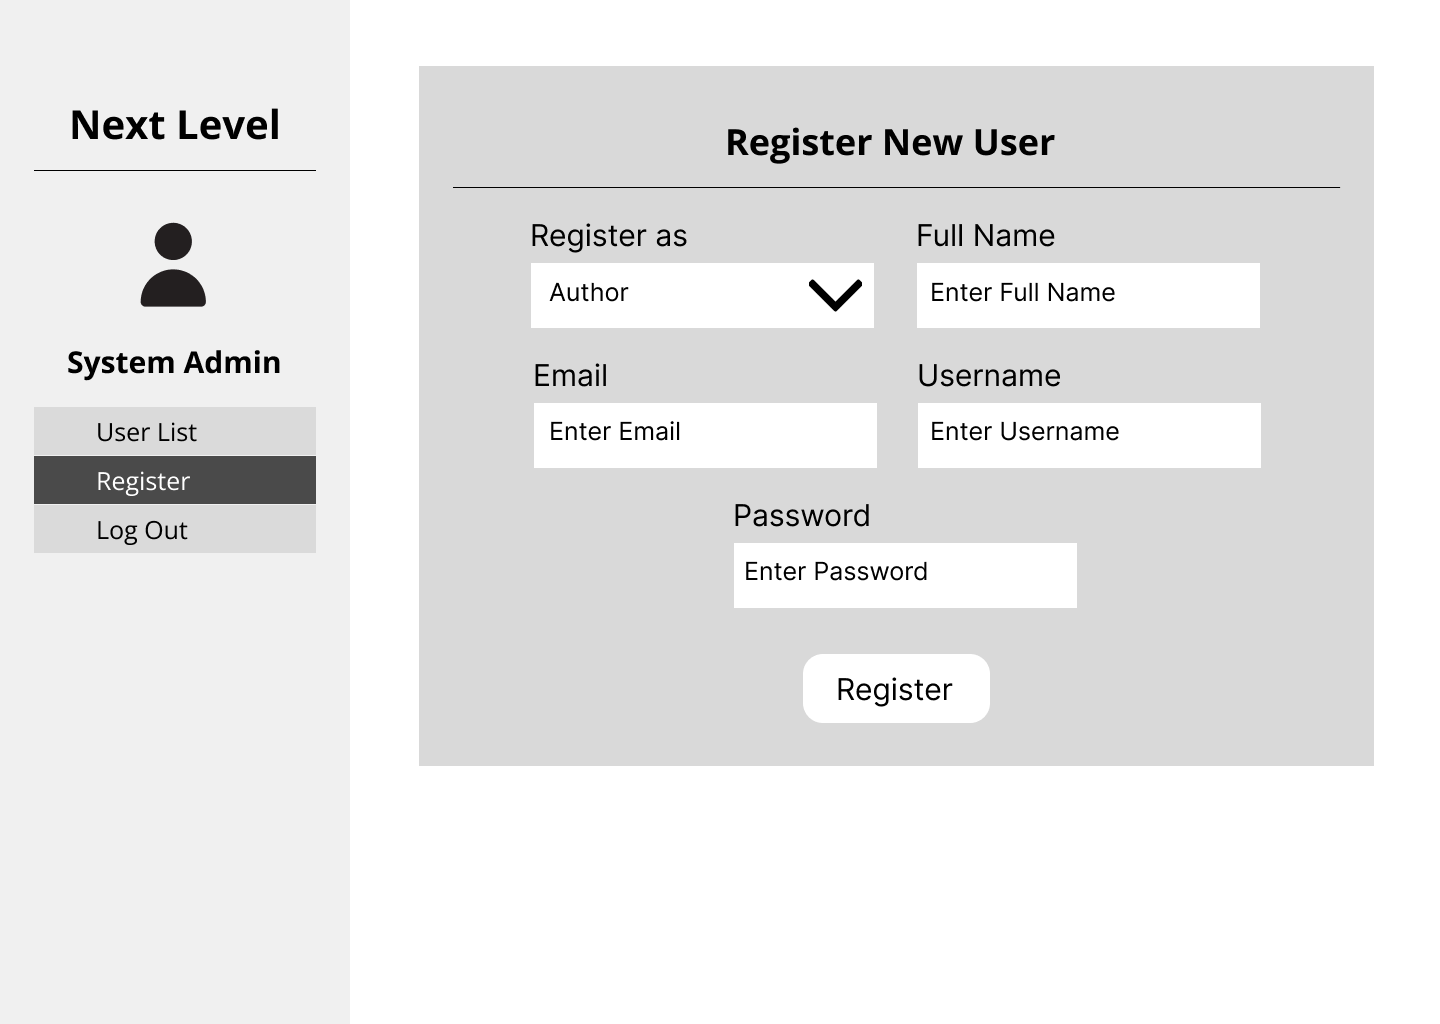 Next Level
System Admin
User List
Register
Log Out
Register New User
Register as
Author
Full Name
Enter Full Name
Email
Enter Email
Username
Enter Username
Password
Enter Password
Register